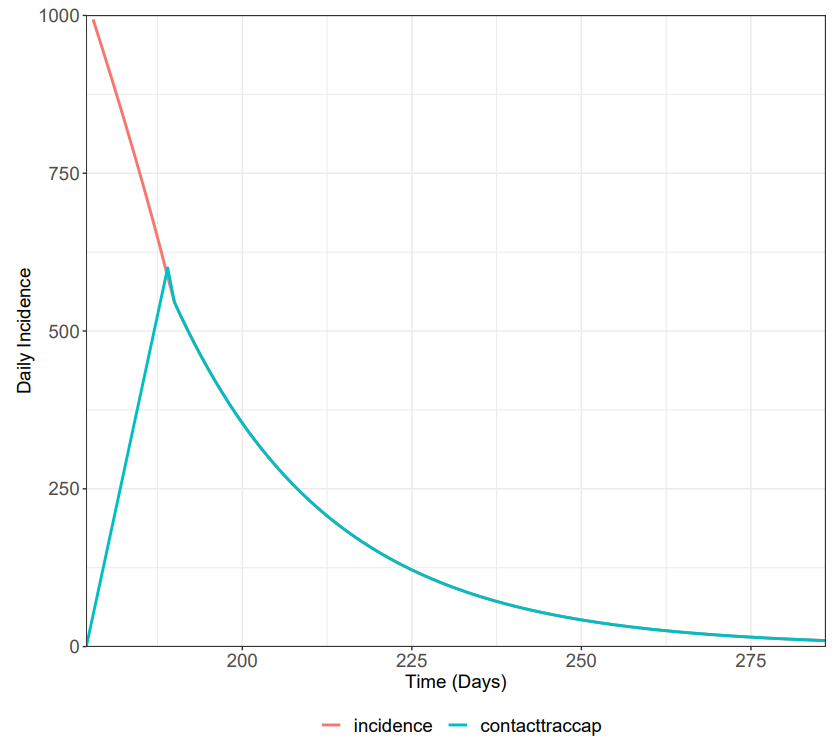 1000
750
500
250
0
Daily Incidence
200 225 250 275
Time (Days)
incidence contacttraccap